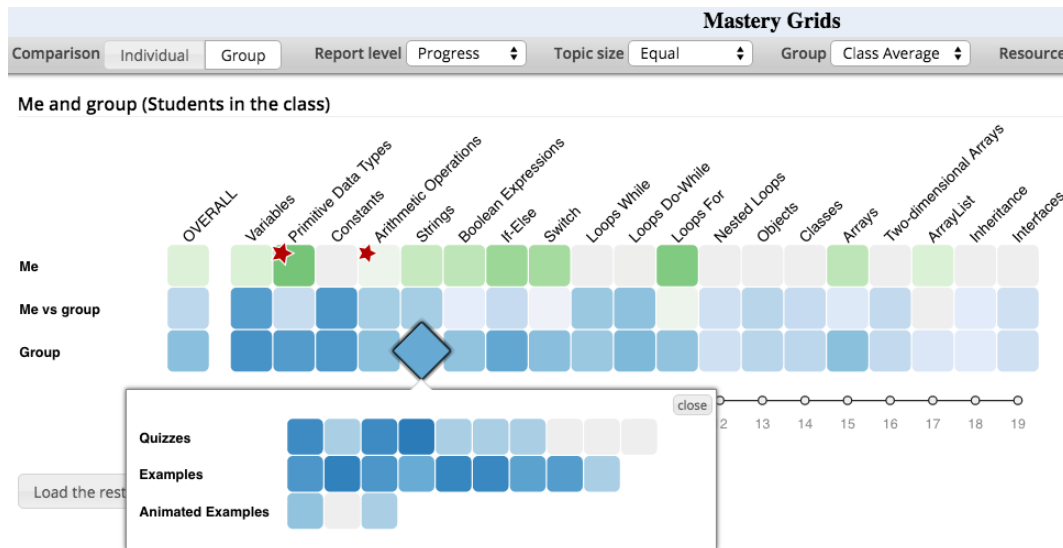 Mastery Grids
Comparison Individual Group Report level Progress Topic size Equal Group Class Average Resource
Me and group (Students in the class)
OVERALL
Variables
Primitive Data Types
Constants
Arithmetic Operations
Strings
Boolean Expressions
If-Else
Switch
Loops While
Loops Do-While
Loops For
Nested Loops
Objects
Classes
Arrays
Two-dimensional Arrays
ArrayList
Inheritance
Interfaces
Me
Me vs group
Group
close
2 13 14 15 16 17 18 19
Quizzes
Examples
Load the rest
Animated Examples